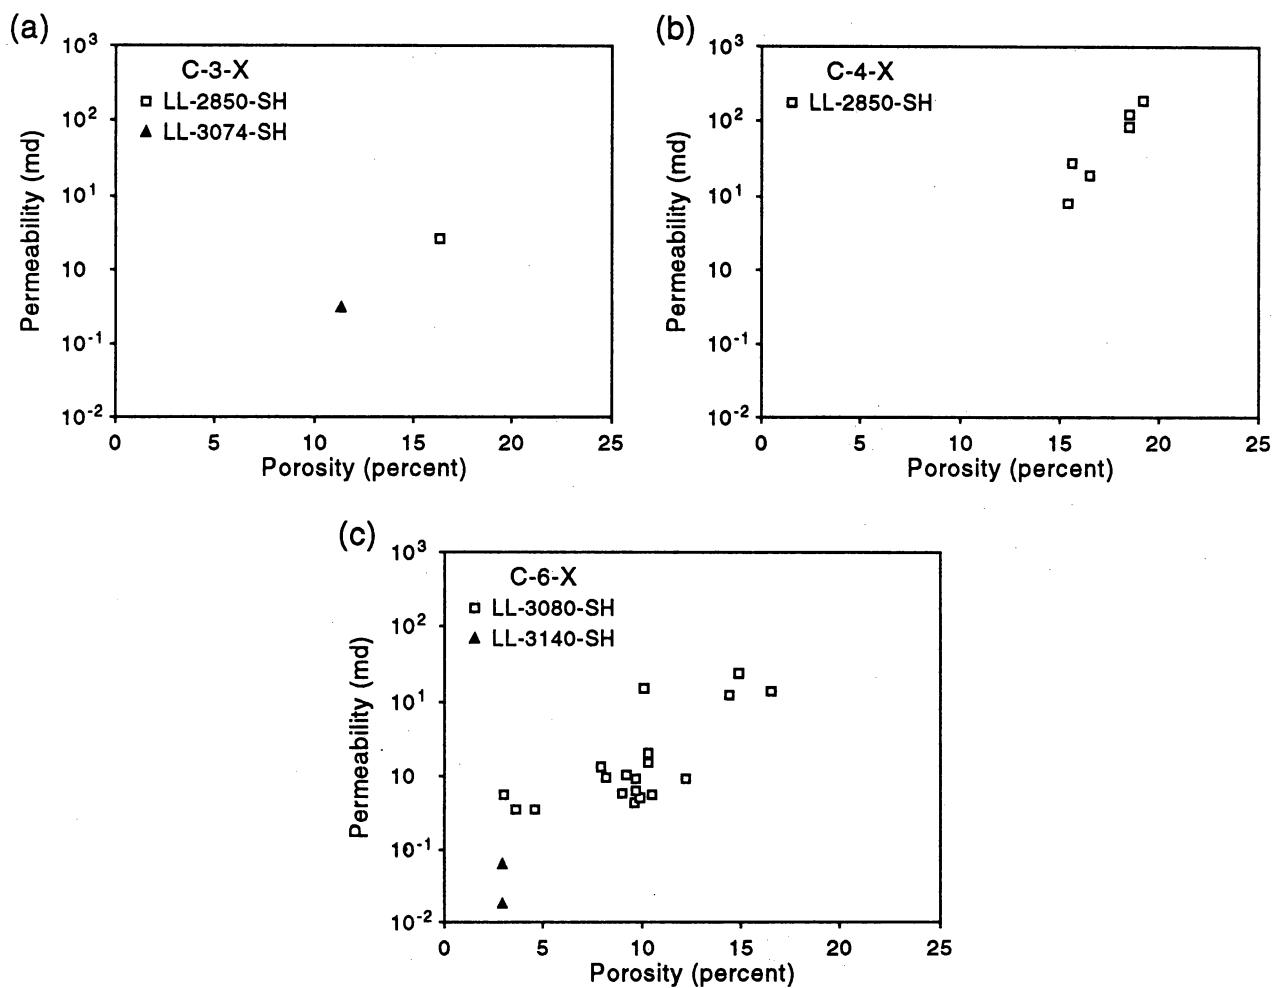 (a)
C-3-X
LL-2850-SH
LL-3074-SH
10³
10²
10¹
10
10⁻¹
10⁻²
Permeability (md)
0 5 10 15 20 25
Porosity (percent)
(b)
C-4-X
LL-2850-SH
10³
10²
10¹
10
10⁻¹
10⁻²
Permeability (md)
0 5 10 15 20 25
Porosity (percent)
(c)
C-6-X
LL-3080-SH
LL-3140-SH
10³
10²
10¹
10
10⁻¹
10⁻²
Permeability (md)
0 5 10 15 20 25
Porosity (percent)